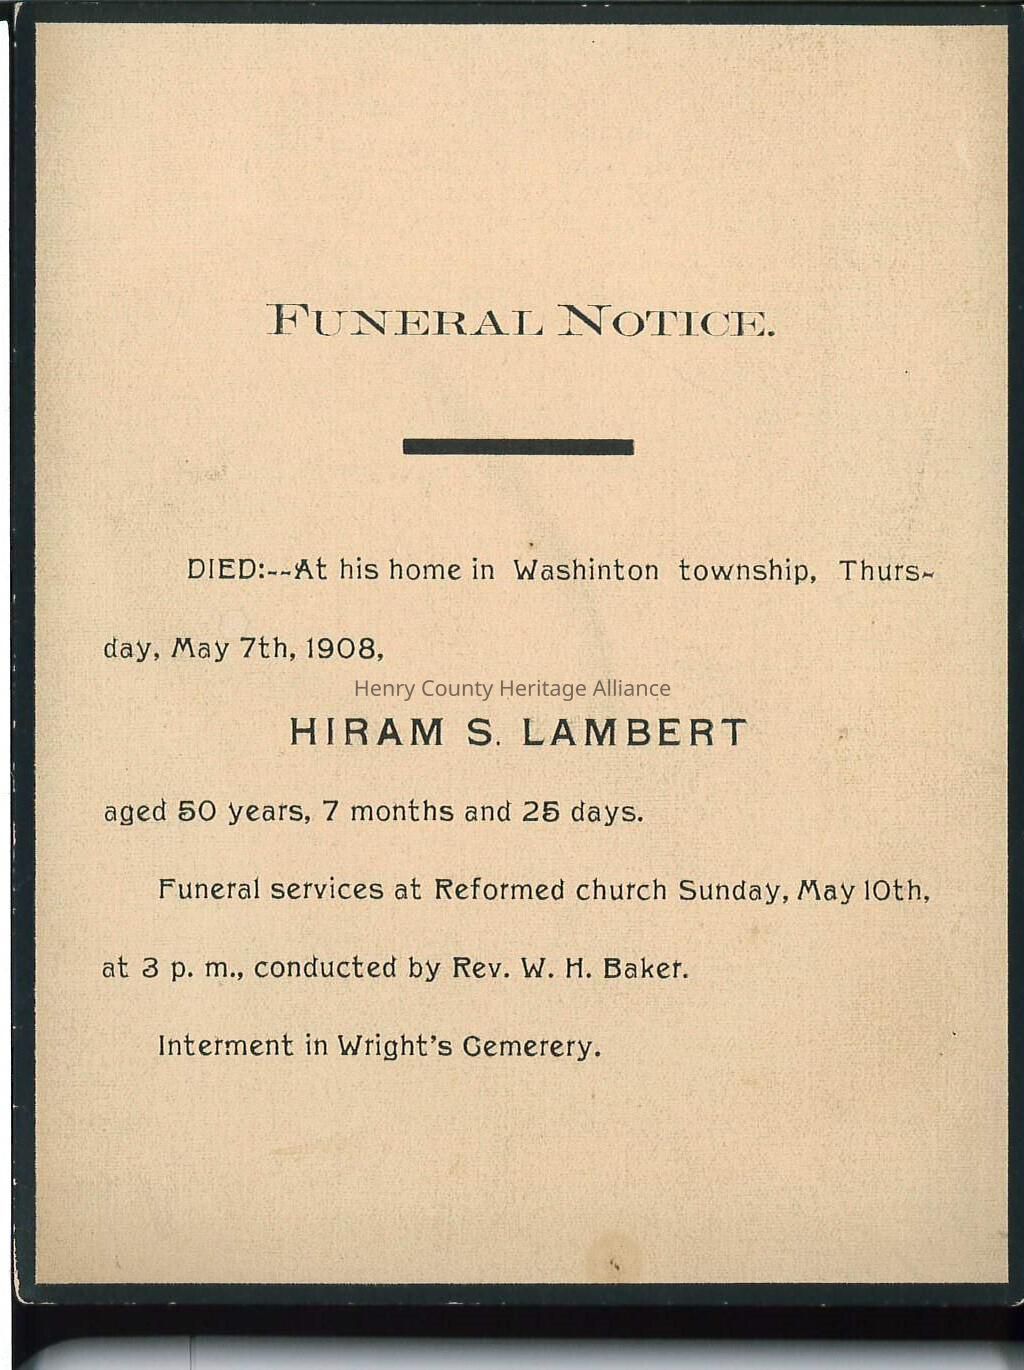 FUNERAL NOTICE.
DIED:--At his home in Washinton township, Thurs-
day, May 7th, 1908,
Henry County Heritage Alliance
HIRAM S. LAMBERT
aged 50 years, 7 months and 25 days.
Funeral services at Reformed church Sunday, May 10th,
at 3 p. m., conducted by Rev. W. H. Baker.
Interment in Wright's Cemerery.